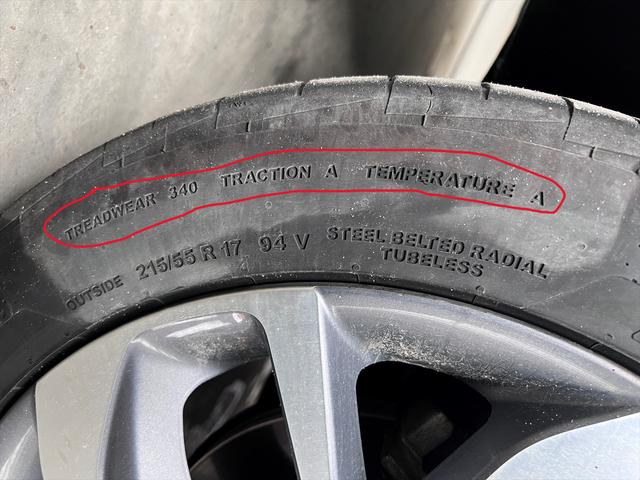 TREADWEAR 340 TRACTION A TEMPERATURE A
OUTSIDE 215/55 R 17 94 V STEEL BELTED RADIAL
TUBELESS